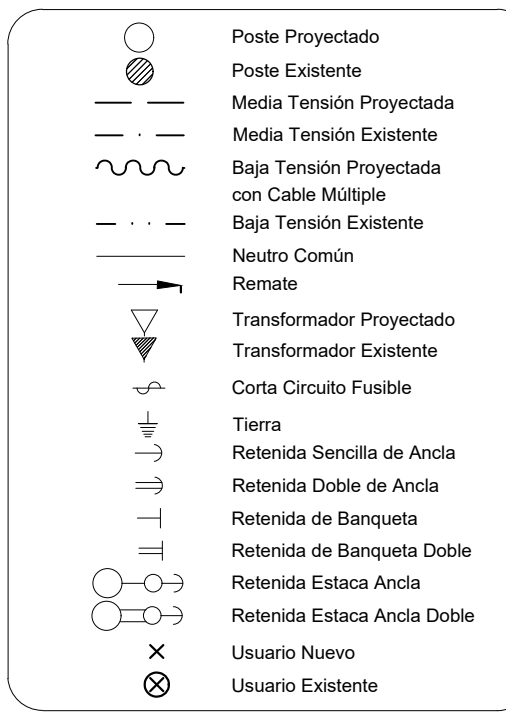 Poste Proyectado
Poste Existente
Media Tensión Proyectada
Media Tensión Existente
Baja Tensión Proyectada
con Cable Múltiple
Baja Tensión Existente
Neutro Común
Remate
Transformador Proyectado
Transformador Existente
Corta Circuito Fusible
Tierra
Retenida Sencilla de Ancla
Retenida Doble de Ancla
Retenida de Banqueta
Retenida de Banqueta Doble
Retenida Estaca Ancla
Retenida Estaca Ancla Doble
Usuario Nuevo
Usuario Existente